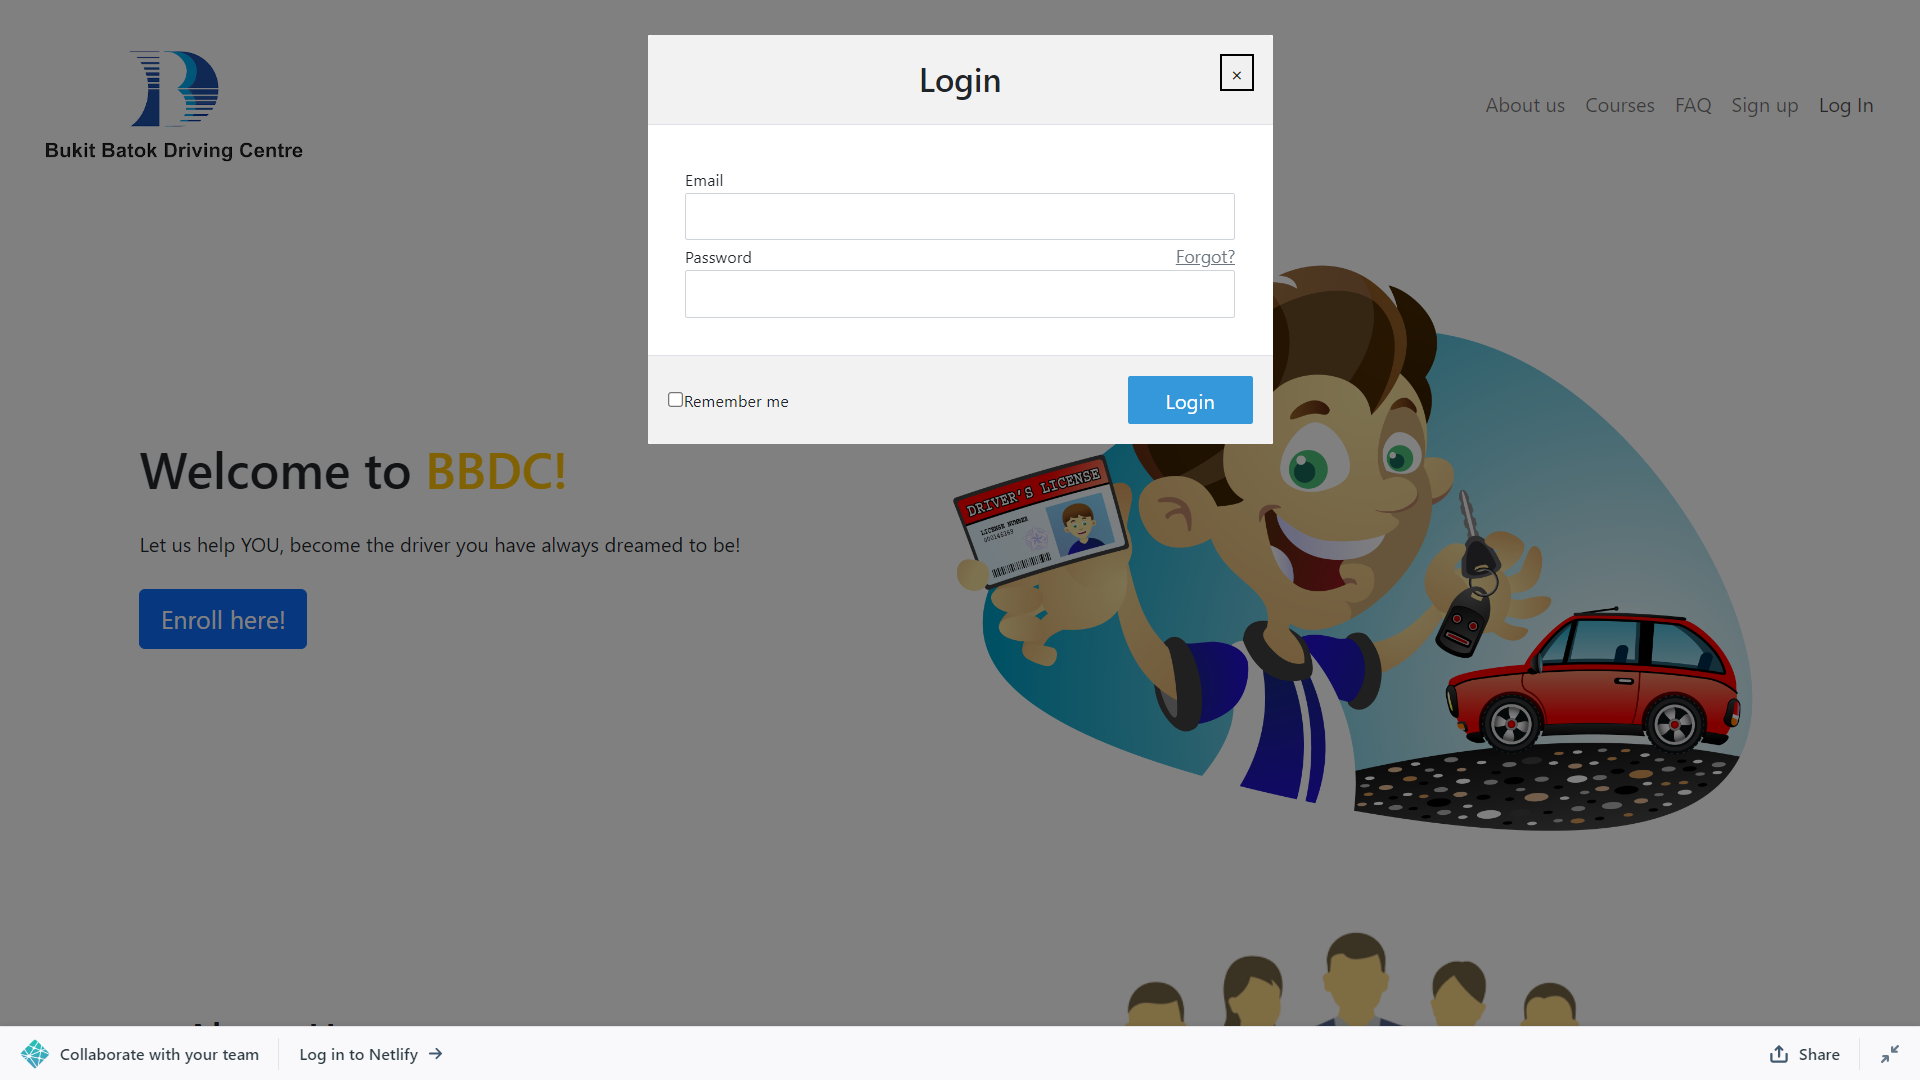 Bukit Batok Driving Centre
About us Courses FAQ Sign up Log In
Login
×
Email
Password Forgot?
Remember me Login
Welcome to BBDC!
Let us help YOU, become the driver you have always dreamed to be!
Enroll here!
DRIVER'S LICENSE
LICENSE NUMBER
Collaborate with your team Log in to Netlify → Share